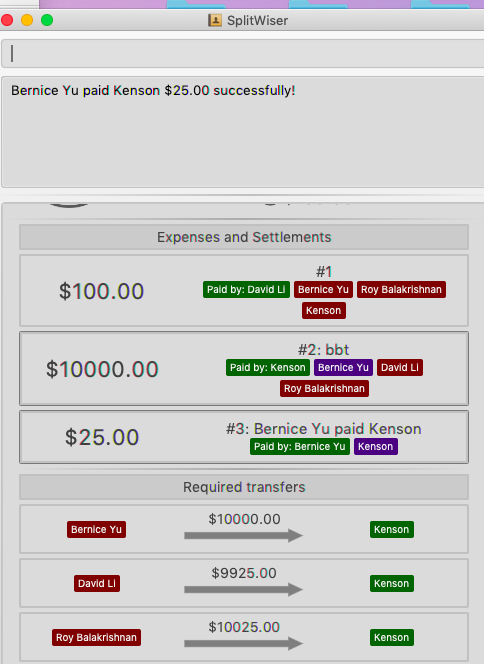 SplitWiser
Bernice Yu paid Kenson $25.00 successfully!
Expenses and Settlements
$100.00
#1
Paid by: David Li Bernice Yu Roy Balakrishnan
Kenson
$10000.00
#2: bbt
Paid by: Kenson Bernice Yu David Li
Roy Balakrishnan
$25.00
#3: Bernice Yu paid Kenson
Paid by: Bernice Yu Kenson
Required transfers
Bernice Yu $10000.00 Kenson
David Li $9925.00 Kenson
Roy Balakrishnan $10025.00 Kenson